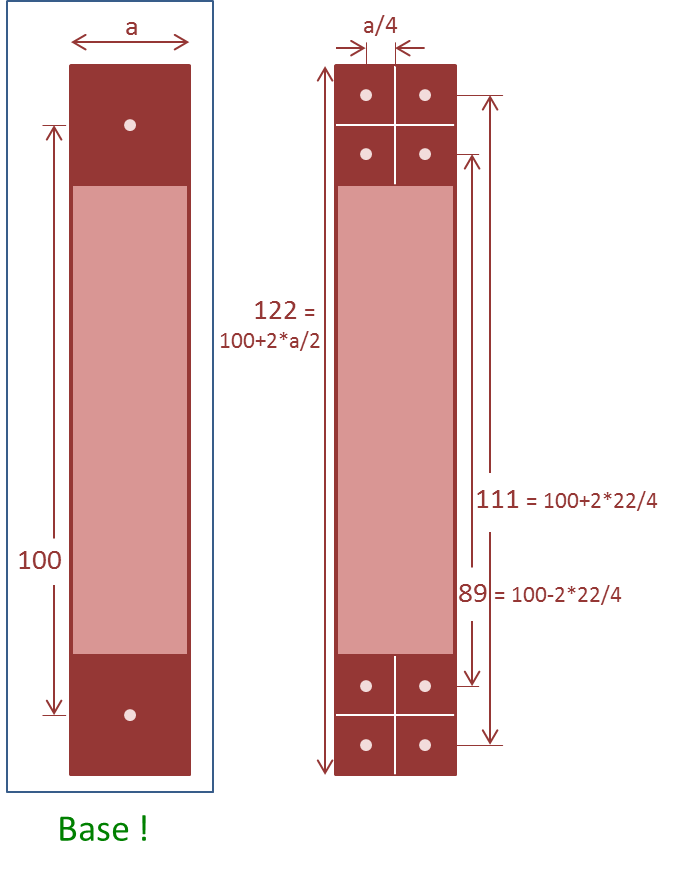 a
a/4
100
122 =
100+2*a/2
111 = 100+2*22/4
89 = 100-2*22/4
Base !